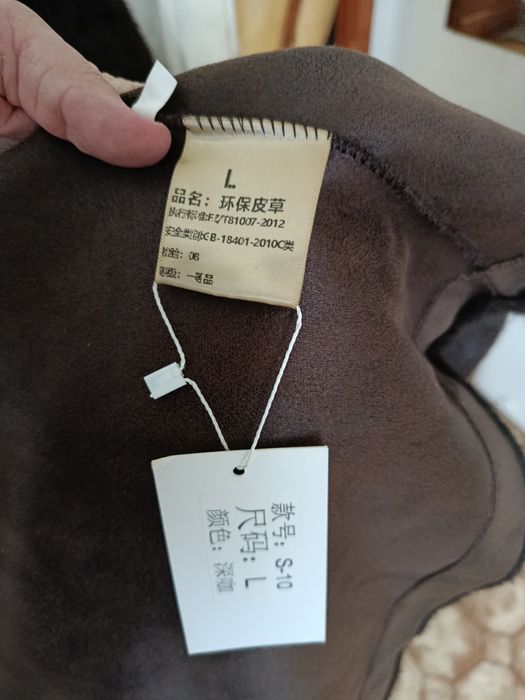 L
品名：环保皮草
执行标准:FZ/T81007-2012
安全类别:GB-18401-2010C类
检验：08
等级：一等品
款号：S-10
尺码：L
颜色：深咖